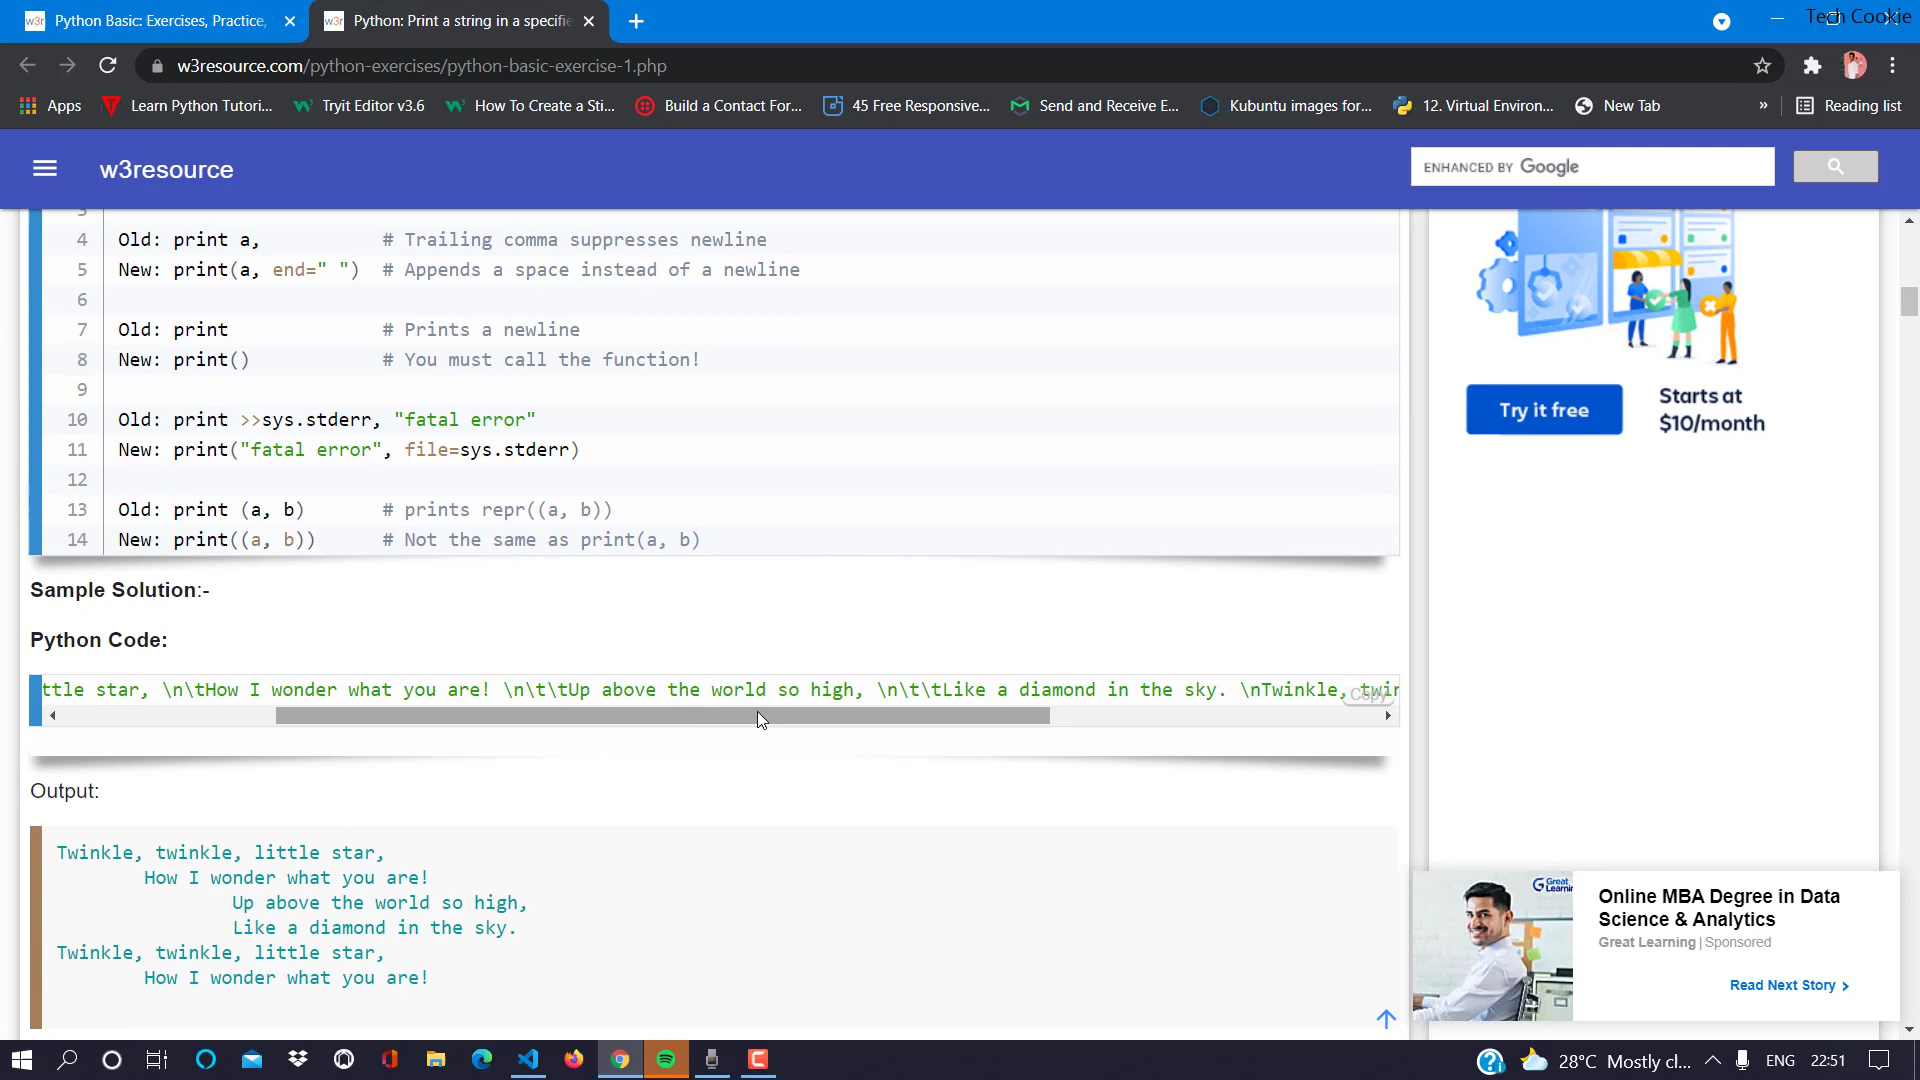 Python Basic: Exercises, Practice,
Python: Print a string in a specifie
Tech Cookie
w3resource.com/python-exercises/python-basic-exercise-1.php
Apps
Learn Python Tutori...
Tryit Editor v3.6
How To Create a Sti...
Build a Contact For...
45 Free Responsive...
Send and Receive E...
Kubuntu images for...
12. Virtual Environ...
New Tab
»
Reading list
w3resource
ENHANCED BY Google
4 Old: print a, # Trailing comma suppresses newline
5 New: print(a, end=" ") # Appends a space instead of a newline
6
7 Old: print # Prints a newline
8 New: print() # You must call the function!
9
10 Old: print >>sys.stderr, "fatal error"
11 New: print("fatal error", file=sys.stderr)
12
13 Old: print (a, b) # prints repr((a, b))
14 New: print((a, b)) # Not the same as print(a, b)
Try it free
Starts at
$10/month
Sample Solution:-
Python Code:
ttle star, \n\tHow I wonder what you are! \n\t\tUp above the world so high, \n\t\tLike a diamond in the sky. \nTwinkle, twin
Copy
Output:
Twinkle, twinkle, little star,
How I wonder what you are!
Up above the world so high,
Like a diamond in the sky.
Twinkle, twinkle, little star,
How I wonder what you are!
Great
Learning
Online MBA Degree in Data
Science & Analytics
Great Learning | Sponsored
Read Next Story
28°C Mostly cl...
ENG
22:51